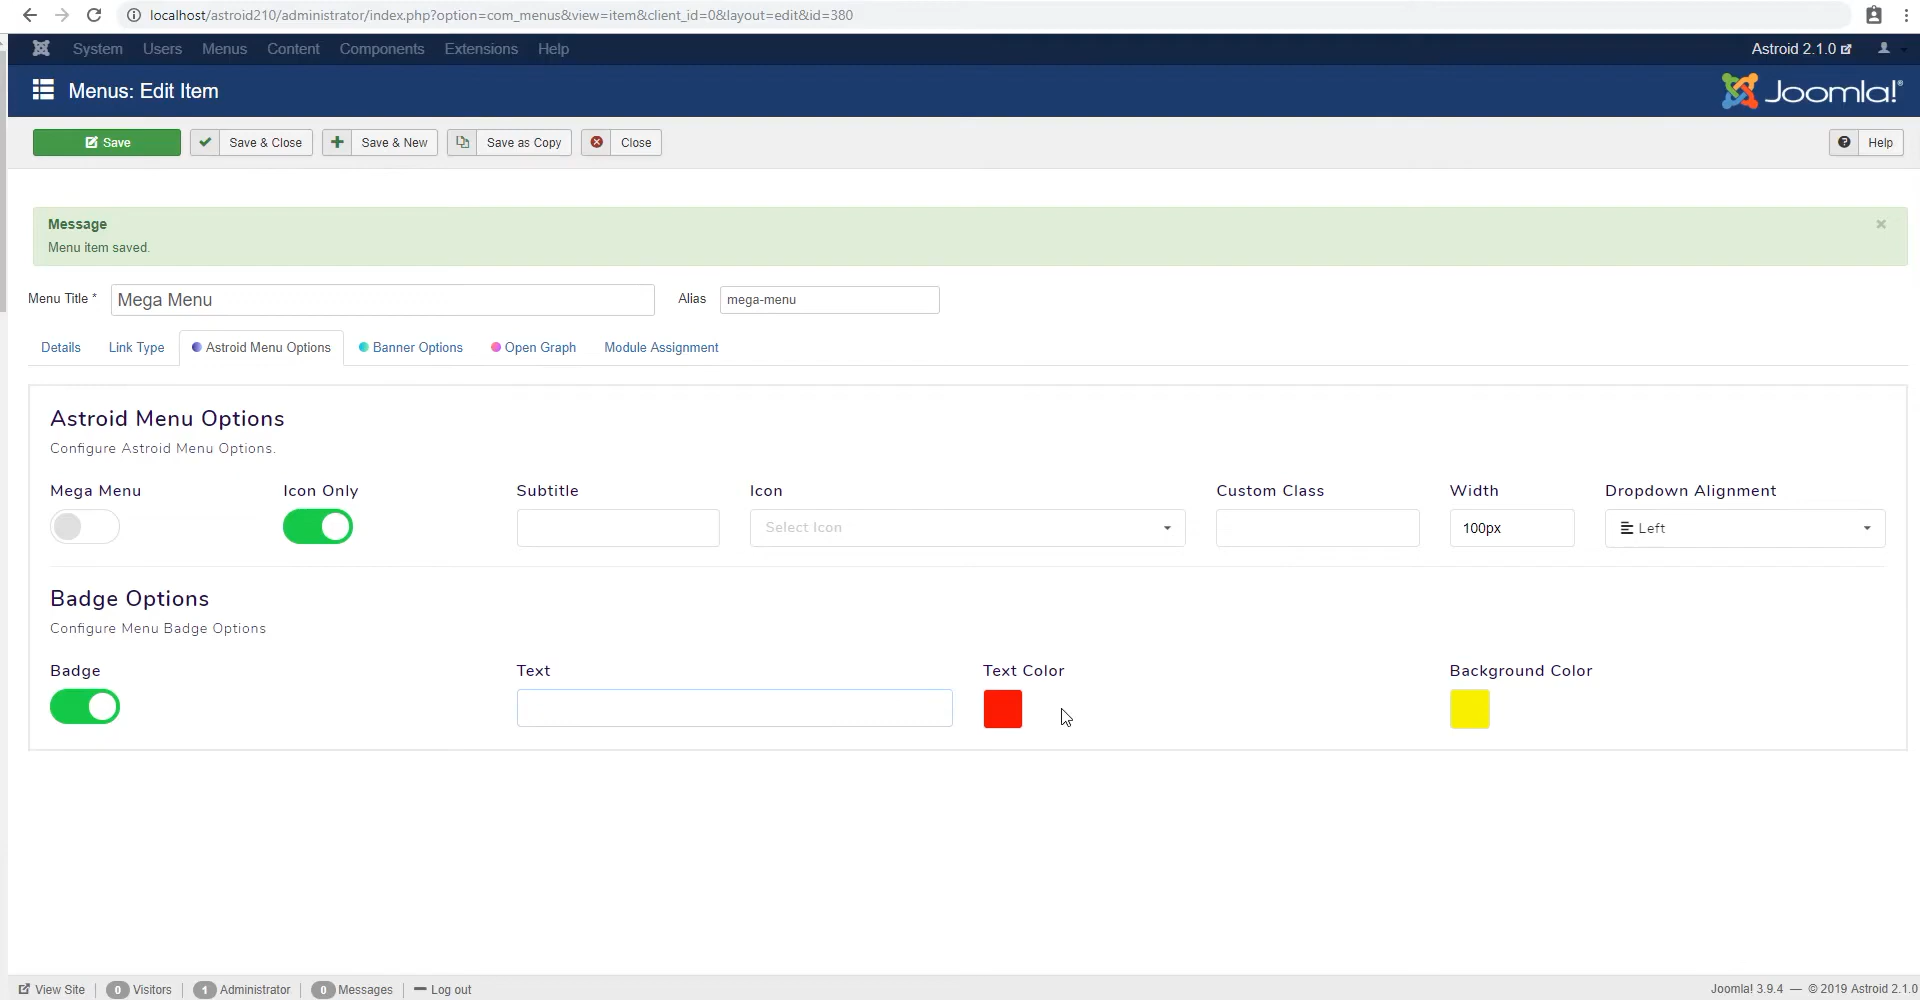 localhost/astroid210/administrator/index.php?option=com_menus&view=item&client_id=0&layout=edit&id=380
System Users Menus Content Components Extensions Help Astroid 2.1.0
Menus: Edit Item Joomla!®
Save Save & Close Save & New Save as Copy Close Help
Message
Menu item saved.
Menu Title * Mega Menu Alias mega-menu
Details Link Type Astroid Menu Options Banner Options Open Graph Module Assignment
Astroid Menu Options
Configure Astroid Menu Options.
Mega Menu Icon Only Subtitle Icon Custom Class Width Dropdown Alignment
Select Icon 100px Left
Badge Options
Configure Menu Badge Options
Badge Text Text Color Background Color
View Site 0 Visitors 1 Administrator 0 Messages Log out Joomla! 3.9.4 — © 2019 Astroid 2.1.0